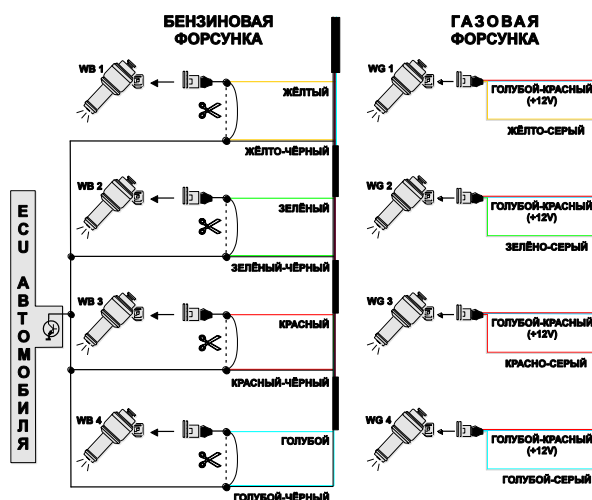 БЕНЗИНОВАЯ
ФОРСУНКА
ГАЗОВАЯ
ФОРСУНКА
WB 1
ЖЁЛТЫЙ
ЖЁЛТО-ЧЁРНЫЙ
WG 1
ГОЛУБОЙ-КРАСНЫЙ
(+12V)
ЖЁЛТО-СЕРЫЙ
WB 2
ЗЕЛЁНЫЙ
ЗЕЛЁНЫЙ-ЧЁРНЫЙ
WG 2
ГОЛУБОЙ-КРАСНЫЙ
(+12V)
ЗЕЛЁНО-СЕРЫЙ
WB 3
КРАСНЫЙ
КРАСНЫЙ-ЧЁРНЫЙ
WG 3
ГОЛУБОЙ-КРАСНЫЙ
(+12V)
КРАСНО-СЕРЫЙ
WB 4
ГОЛУБОЙ
ГОЛУБОЙ-ЧЁРНЫЙ
WG 4
ГОЛУБОЙ-КРАСНЫЙ
(+12V)
ГОЛУБОЙ-СЕРЫЙ
ECU АВТОМОБИЛЯ